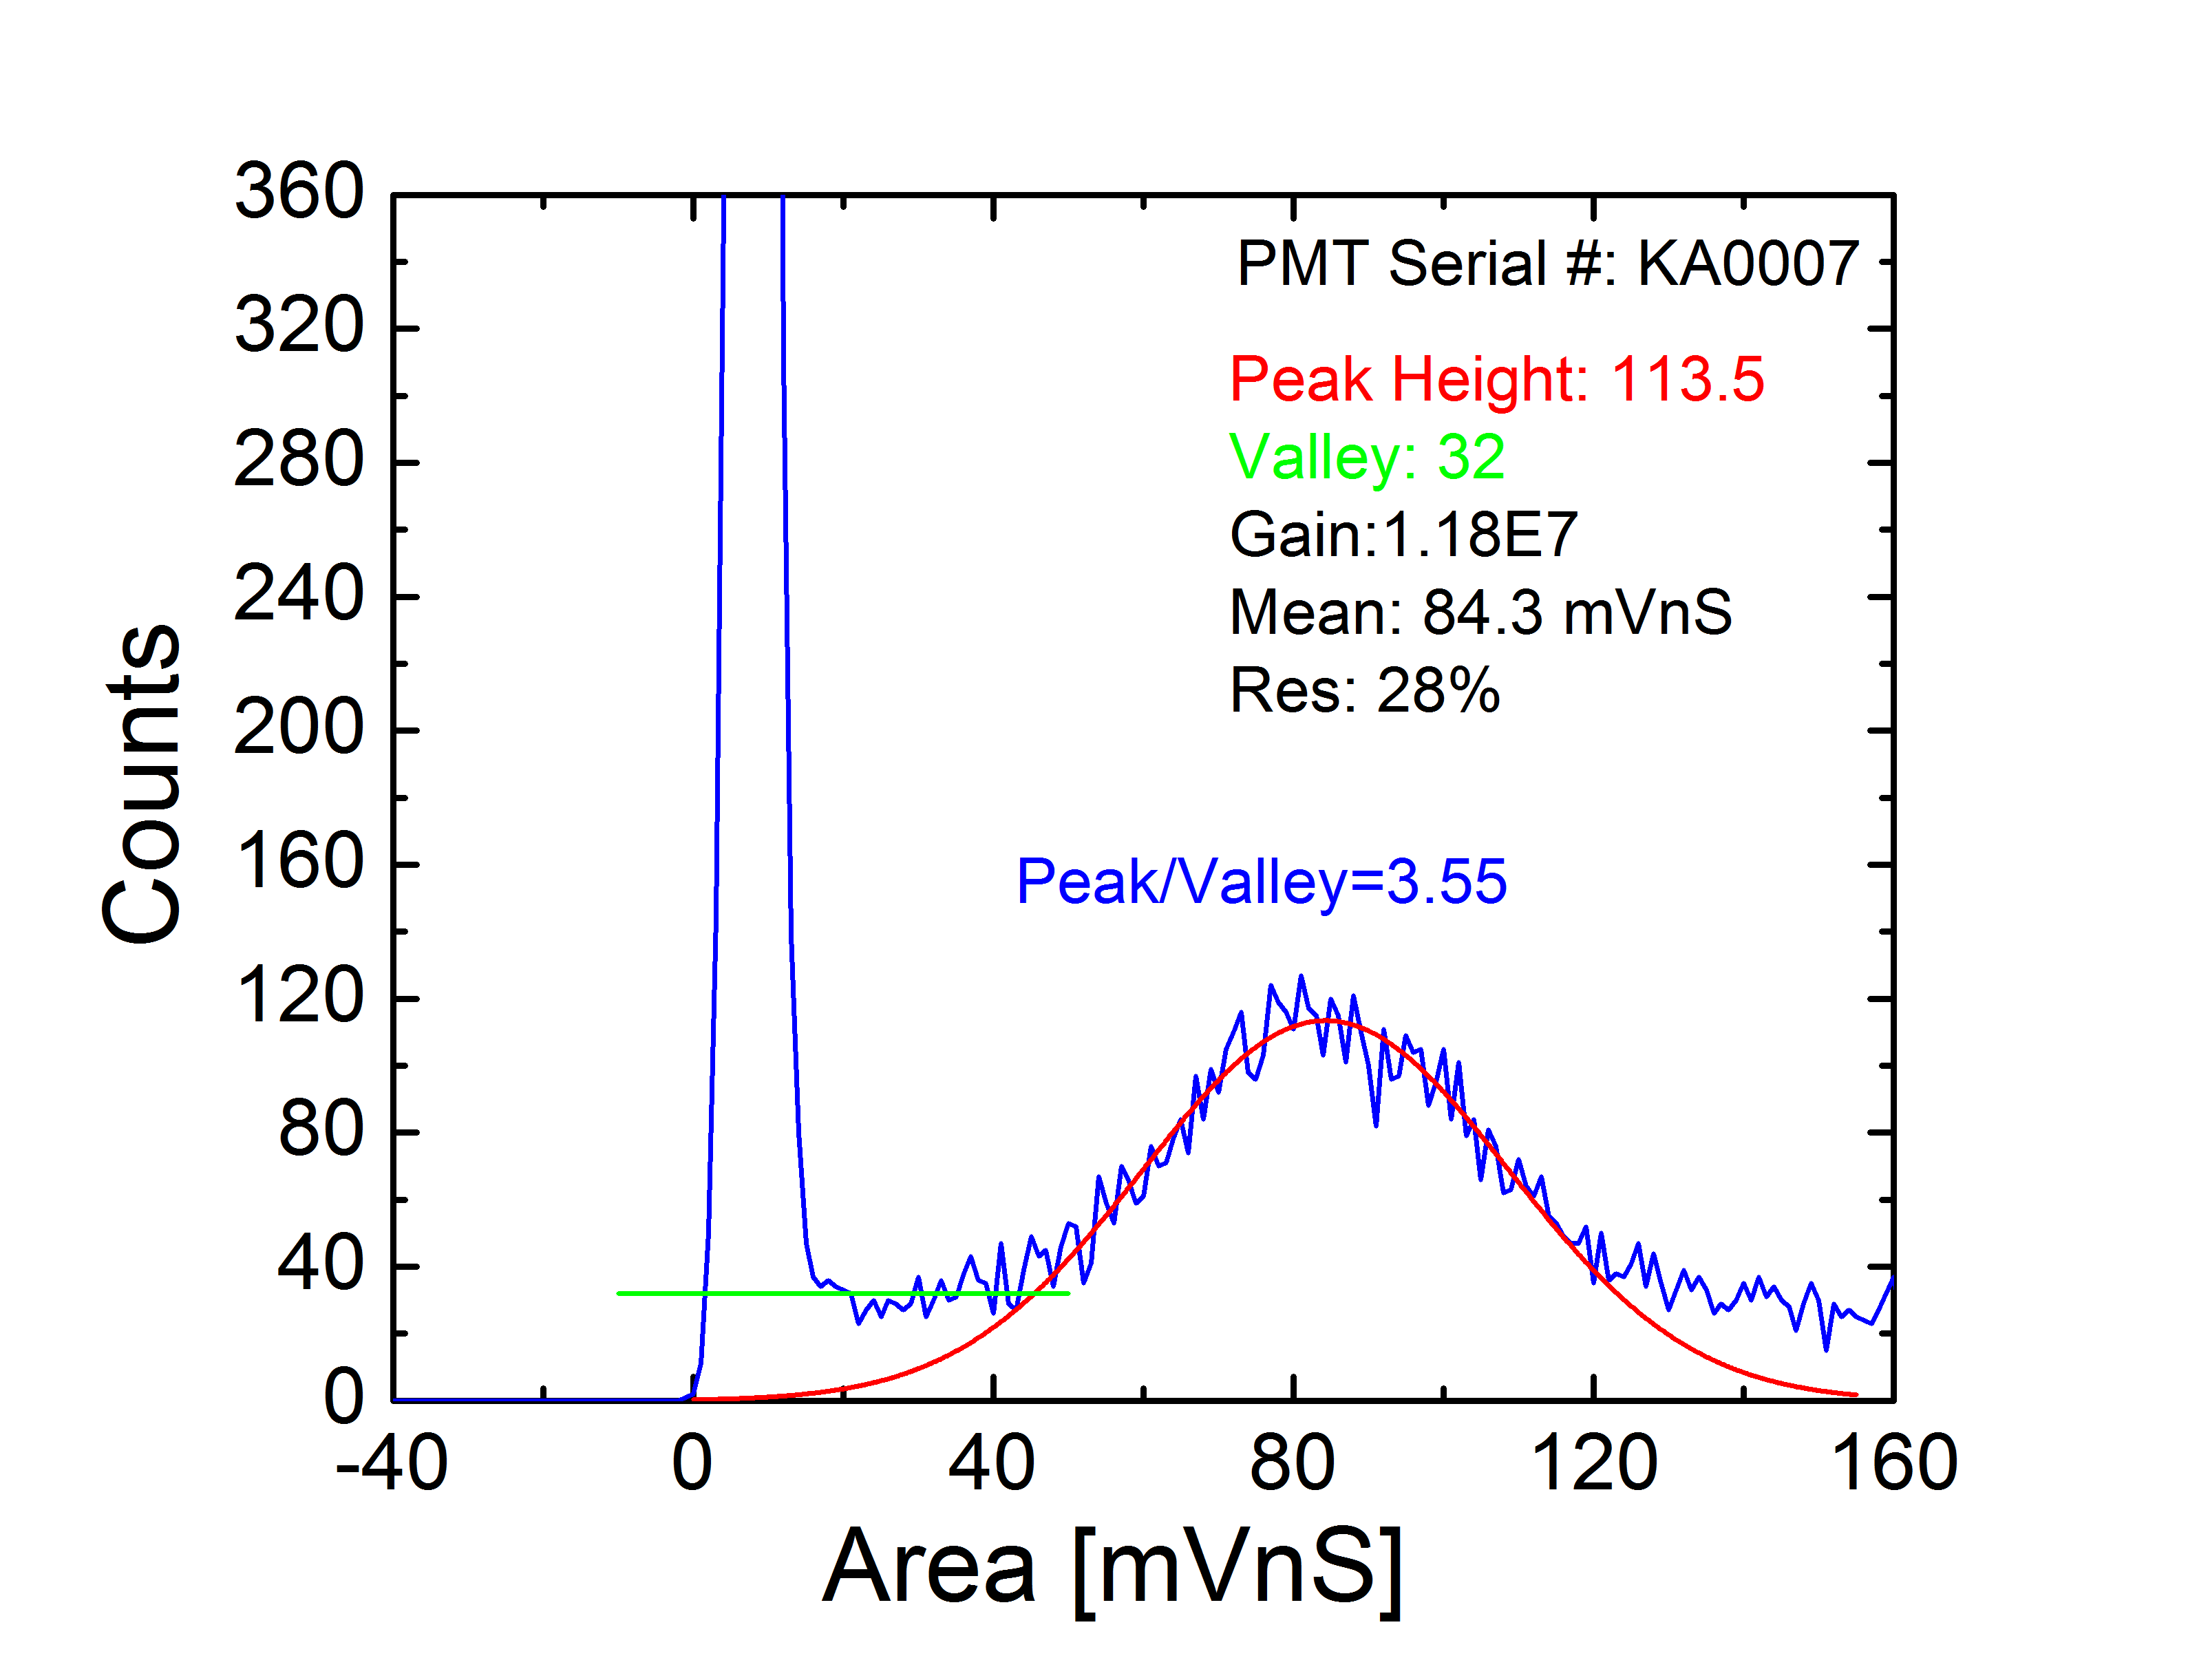 360
320
280
240
200
160
120
80
40
0
Counts
PMT Serial #: KA0007
Peak Height: 113.5
Valley: 32
Gain:1.18E7
Mean: 84.3 mVnS
Res: 28%
Peak/Valley=3.55
-40 0 40 80 120 160
Area [mVnS]